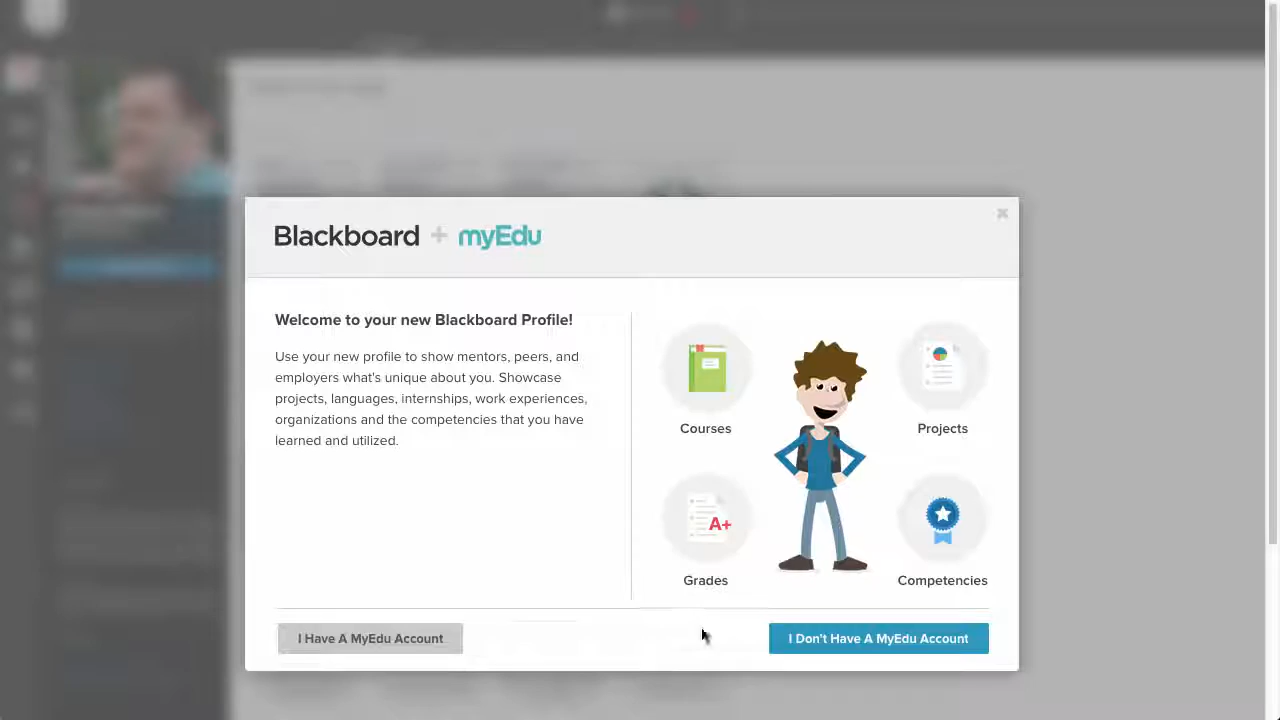 Blackboard + myEdu
Welcome to your new Blackboard Profile!
Use your new profile to show mentors, peers, and
employers what's unique about you. Showcase
projects, languages, internships, work experiences,
organizations and the competencies that you have
learned and utilized.
Courses
Projects
A+
Grades
Competencies
I Have A MyEdu Account
I Don't Have A MyEdu Account